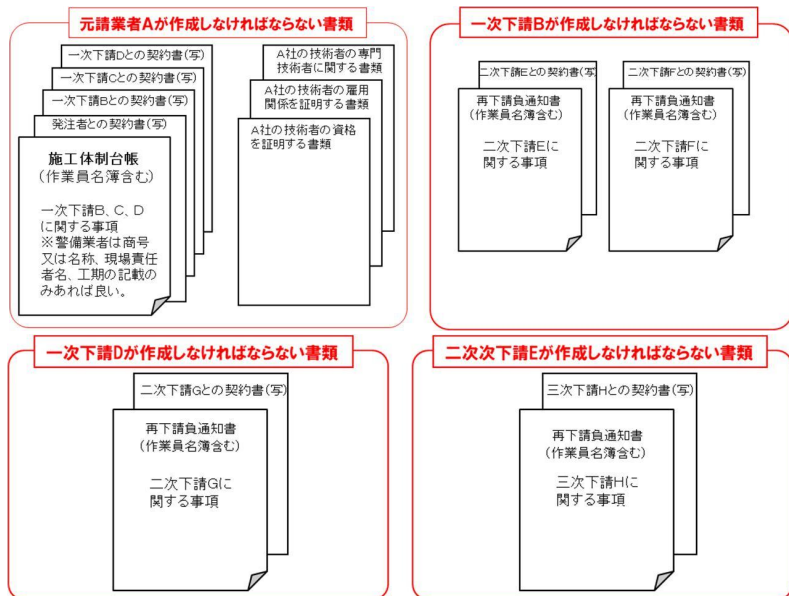 元請業者Aが作成しなければならない書類
一次下請Dとの契約書(写)
一次下請Cとの契約書(写)
一次下請Bとの契約書(写)
発注者との契約書(写)
施工体制台帳
(作業員名簿含む)
一次下請B、C、D
に関する事項
※警備業者は商号
又は名称、現場責任
者名、工期の記載の
みあれば良い。
A社の技術者の専門
技術者に関する書類
A社の技術者の雇用
関係を証明する書類
A社の技術者の資格
を証明する書類
一次下請Bが作成しなければならない書類
二次下請Eとの契約書(写)
再下請負通知書
(作業員名簿含む)
二次下請Eに
関する事項
二次下請Fとの契約書(写)
再下請負通知書
(作業員名簿含む)
二次下請Fに
関する事項
一次下請Dが作成しなければならない書類
二次下請Gとの契約書(写)
再下請負通知書
(作業員名簿含む)
二次下請Gに
関する事項
二次次下請Eが作成しなければならない書類
三次下請Hとの契約書(写)
再下請負通知書
(作業員名簿含む)
三次下請Hに
関する事項